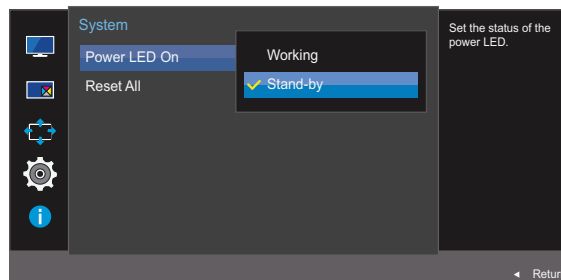 System
Power LED On
Working
Stand-by
Reset All
Set the status of the
power LED.
Retur